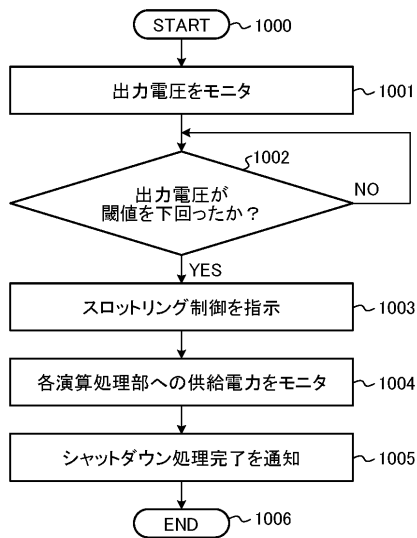 START
1000
出力電圧をモニタ
1001
1002
出力電圧が
閾値を下回ったか？
NO
YES
スロットリング制御を指示
1003
各演算処理部への供給電力をモニタ
1004
シャットダウン処理完了を通知
1005
END
1006